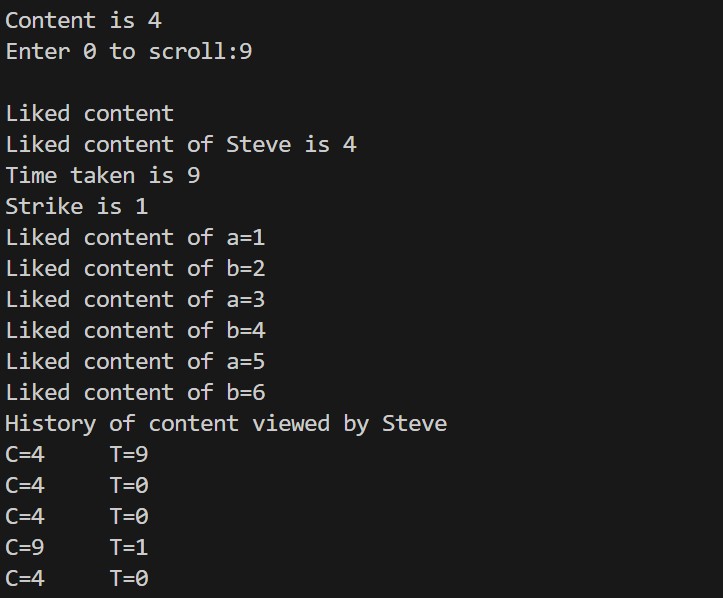 Content is 4
Enter 0 to scroll:9
Liked content
Liked content of Steve is 4
Time taken is 9
Strike is 1
Liked content of a=1
Liked content of b=2
Liked content of a=3
Liked content of b=4
Liked content of a=5
Liked content of b=6
History of content viewed by Steve
C=4     T=9
C=4     T=0
C=4     T=0
C=9     T=1
C=4     T=0